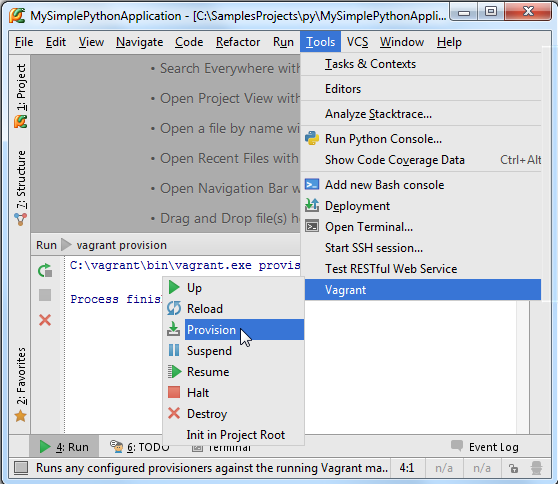 MySimplePythonApplication - [C:\SamplesProjects\py\MySimplePythonAppli...
File Edit View Navigate Code Refactor Run Tools VCS Window Help
1: Project
7: Structure
2: Favorites
• Search Everywhere with
• Open Project View with
• Open a file by name wi
• Open Recent Files with
• Open Navigation Bar w
• Drag and Drop file(s) h
Tasks & Contexts
Editors
Analyze Stacktrace...
Run Python Console...
Show Code Coverage Data Ctrl+Alt
Add new Bash console
Deployment
Open Terminal...
Start SSH session...
Test RESTful Web Service
Vagrant
Run vagrant provision
C:\vagrant\bin\vagrant.exe provis
Process finis
Up
Reload
Provision
Suspend
Resume
Halt
Destroy
Init in Project Root
4: Run 6: TODO Terminal Event Log
Runs any configured provisioners against the running Vagrant ma.. 4:1 n/a n/a